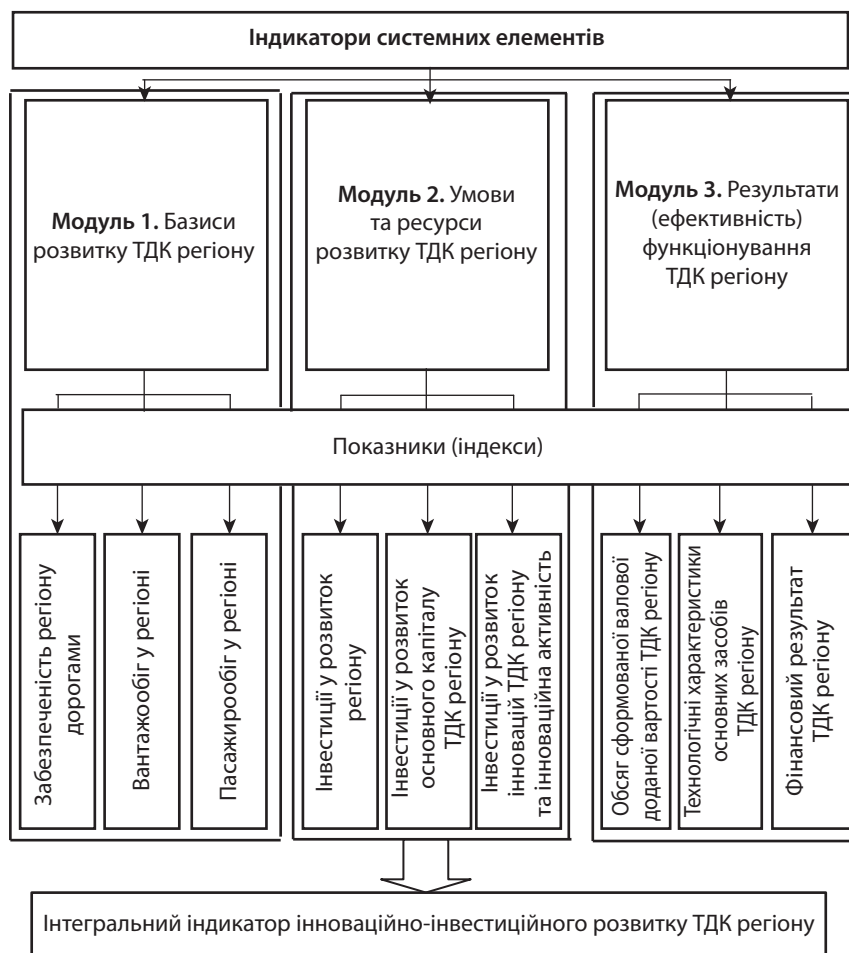 Індикатори системних елементів
Модуль 1. Базиси
розвитку ТДК регіону
Модуль 2. Умови
та ресурси
розвитку ТДК регіону
Модуль 3. Результати
(ефективність)
функціонування
ТДК регіону
Показники (індекси)
Забезпеченість регіону
дорогами
Вантажообіг у регіоні
Пасажирообіг у регіоні
Інвестиції у розвиток
регіону
Інвестиції у розвиток
основного капіталу
ТДК регіону
Інвестиції у розвиток
інновацій ТДК регіону
та інноваційна активність
Обсяг сформованої валової
доданої вартості ТДК регіону
Технологічні характеристики
основних засобів
ТДК регіону
Фінансовий результат
ТДК регіону
Інтегральний індикатор інноваційно-інвестиційного розвитку ТДК регіону